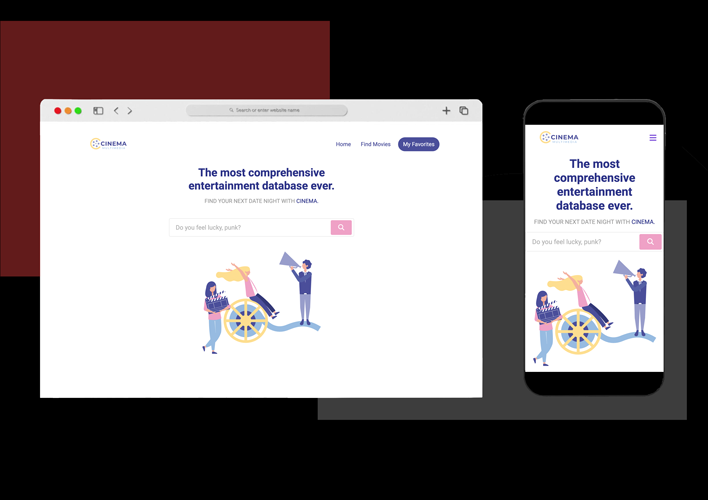 Search or enter website name
CINEMA
Home
Find Movies
My Favorites
The most comprehensive
entertainment database ever.
FIND YOUR NEXT DATE NIGHT WITH CINEMA.
Do you feel lucky, punk?
CINEMA
The most
comprehensive
entertainment
database ever.
FIND YOUR NEXT DATE NIGHT WITH CINEMA.
Do you feel lucky, punk?